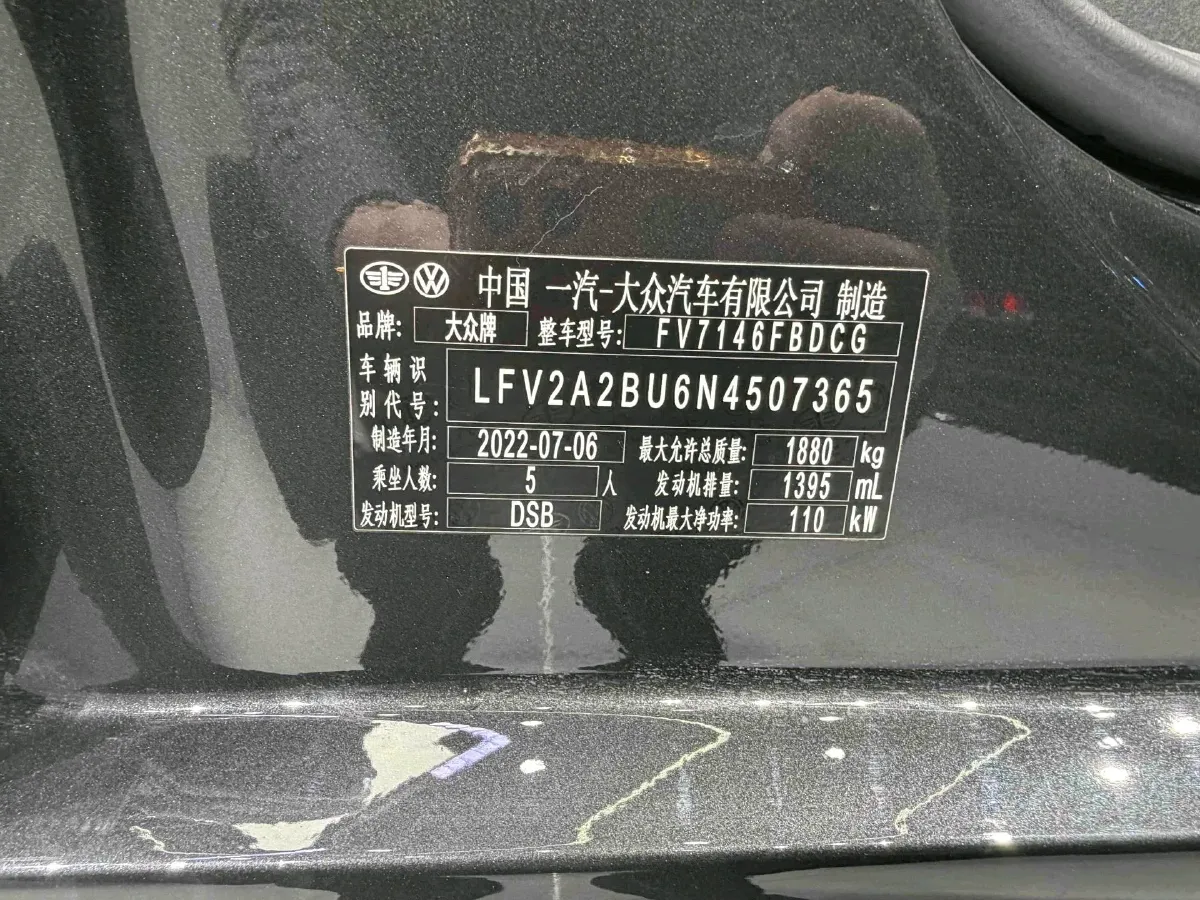 中国 一汽-大众汽车有限公司 制造
品牌: 大众牌 整车型号: FV7146FBDCG
车辆识别代号: LFV2A2BU6N4507365
制造年月: 2022-07-06 最大允许总质量: 1880 kg
乘坐人数: 5 人 发动机排量: 1395 mL
发动机型号: DSB 发动机最大净功率: 110 kW